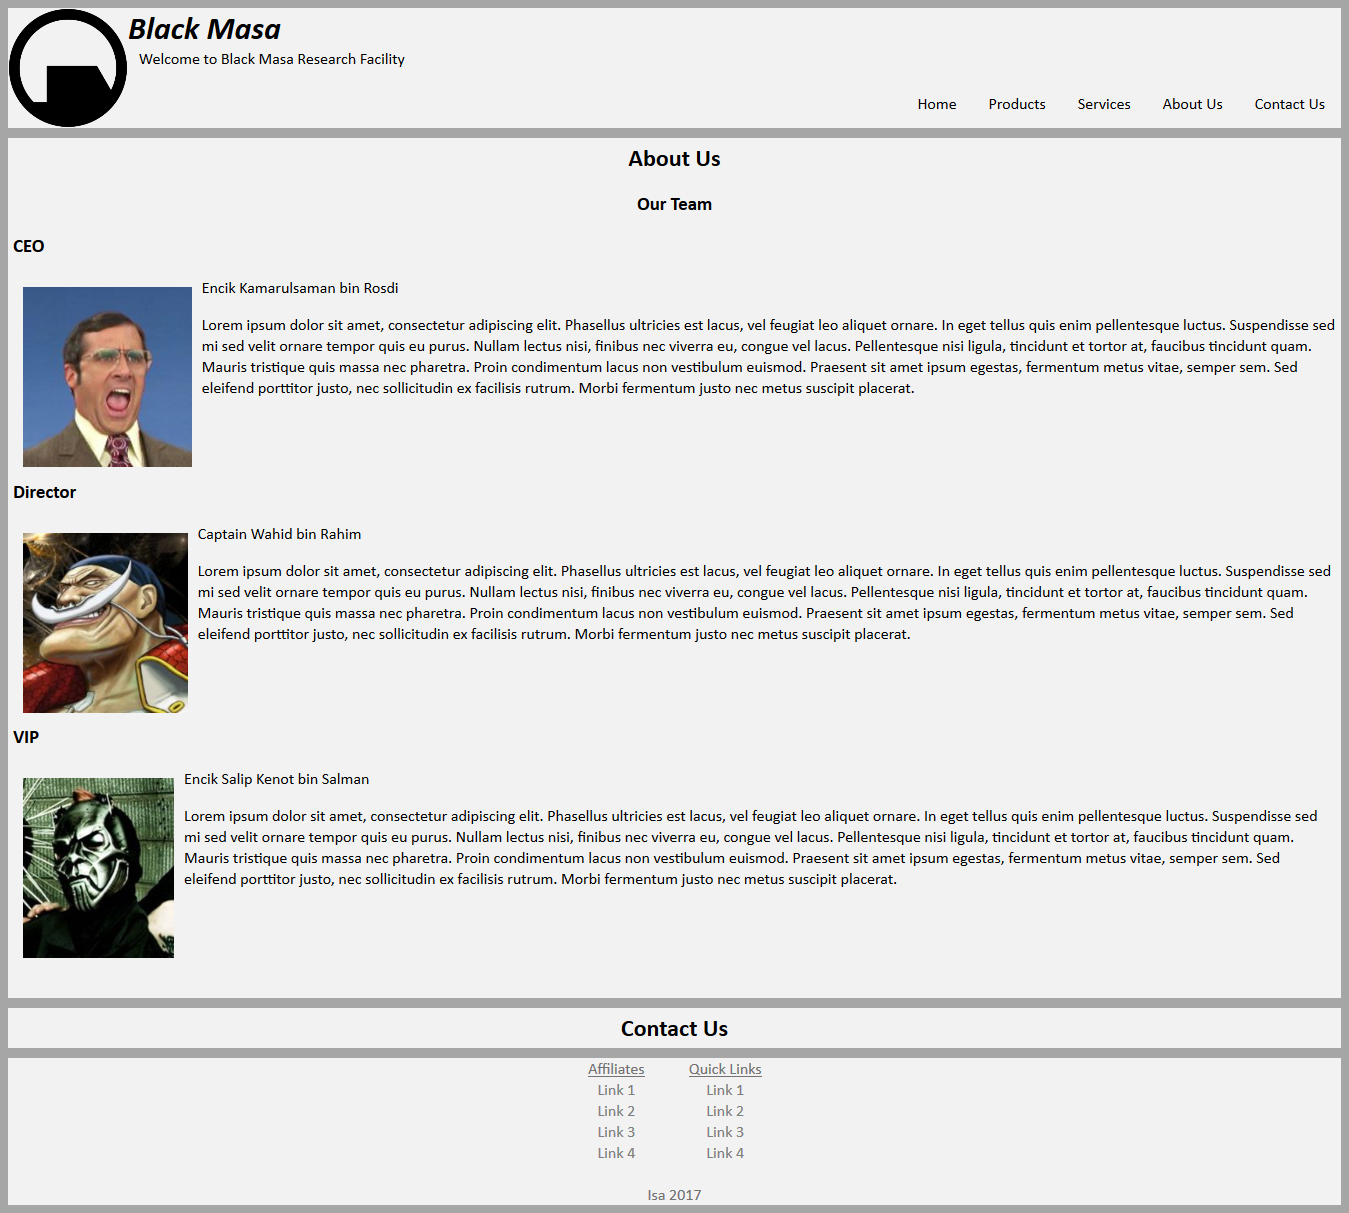 Black Masa
Welcome to Black Masa Research Facility
Home Products Services About Us Contact Us
About Us
Our Team
CEO
Encik Kamarulsaman bin Rosdi
Lorem ipsum dolor sit amet, consectetur adipiscing elit. Phasellus ultricies est lacus, vel feugiat leo aliquet ornare. In eget tellus quis enim pellentesque luctus. Suspendisse sed
mi sed velit ornare tempor quis eu purus. Nullam lectus nisi, finibus nec viverra eu, congue vel lacus. Pellentesque nisi ligula, tincidunt et tortor at, faucibus tincidunt quam.
Mauris tristique quis massa nec pharetra. Proin condimentum lacus non vestibulum euismod. Praesent sit amet ipsum egestas, fermentum metus vitae, semper sem. Sed
eleifend porttitor justo, nec sollicitudin ex facilisis rutrum. Morbi fermentum justo nec metus suscipit placerat.
Director
Captain Wahid bin Rahim
Lorem ipsum dolor sit amet, consectetur adipiscing elit. Phasellus ultricies est lacus, vel feugiat leo aliquet ornare. In eget tellus quis enim pellentesque luctus. Suspendisse sed
mi sed velit ornare tempor quis eu purus. Nullam lectus nisi, finibus nec viverra eu, congue vel lacus. Pellentesque nisi ligula, tincidunt et tortor at, faucibus tincidunt quam.
Mauris tristique quis massa nec pharetra. Proin condimentum lacus non vestibulum euismod. Praesent sit amet ipsum egestas, fermentum metus vitae, semper sem. Sed
eleifend porttitor justo, nec sollicitudin ex facilisis rutrum. Morbi fermentum justo nec metus suscipit placerat.
VIP
Encik Salip Kenot bin Salman
Lorem ipsum dolor sit amet, consectetur adipiscing elit. Phasellus ultricies est lacus, vel feugiat leo aliquet ornare. In eget tellus quis enim pellentesque luctus. Suspendisse sed
mi sed velit ornare tempor quis eu purus. Nullam lectus nisi, finibus nec viverra eu, congue vel lacus. Pellentesque nisi ligula, tincidunt et tortor at, faucibus tincidunt quam.
Mauris tristique quis massa nec pharetra. Proin condimentum lacus non vestibulum euismod. Praesent sit amet ipsum egestas, fermentum metus vitae, semper sem. Sed
eleifend porttitor justo, nec sollicitudin ex facilisis rutrum. Morbi fermentum justo nec metus suscipit placerat.
Contact Us
Affiliates Quick Links
Link 1 Link 1
Link 2 Link 2
Link 3 Link 3
Link 4 Link 4
Isa 2017